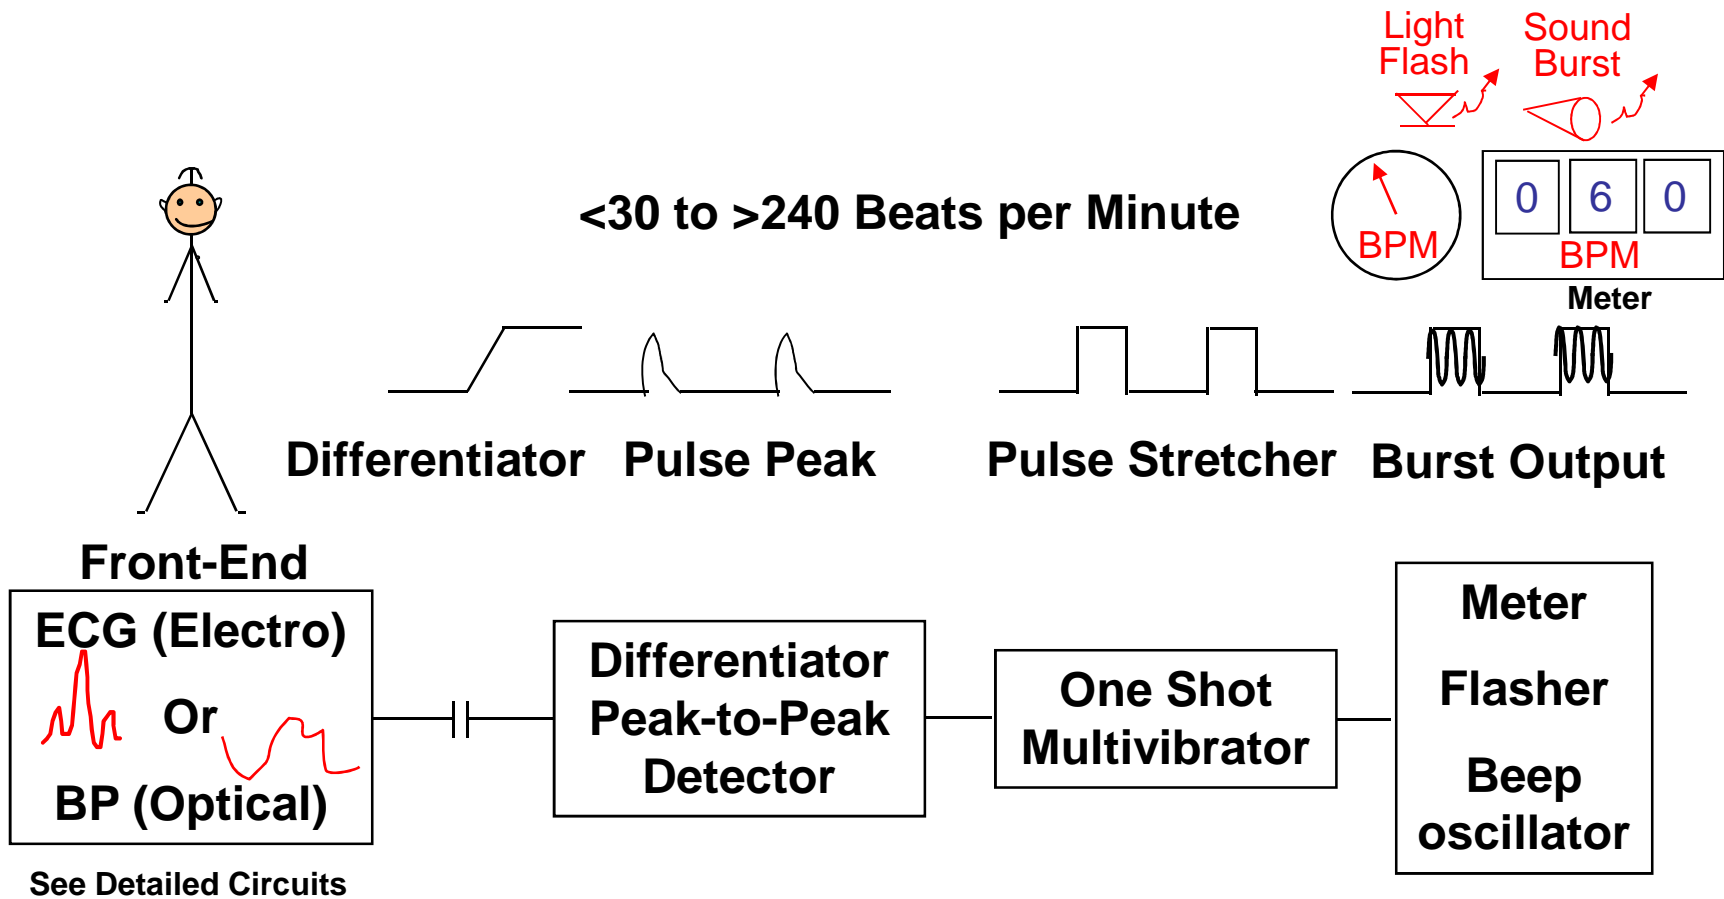 Light Sound
Flash Burst
<30 to >240 Beats per Minute
BPM
0 6 0
BPM
Meter
Differentiator Pulse Peak Pulse Stretcher Burst Output
Front-End
ECG (Electro)
Or
BP (Optical)
See Detailed Circuits
Differentiator
Peak-to-Peak
Detector
One Shot
Multivibrator
Meter
Flasher
Beep
oscillator